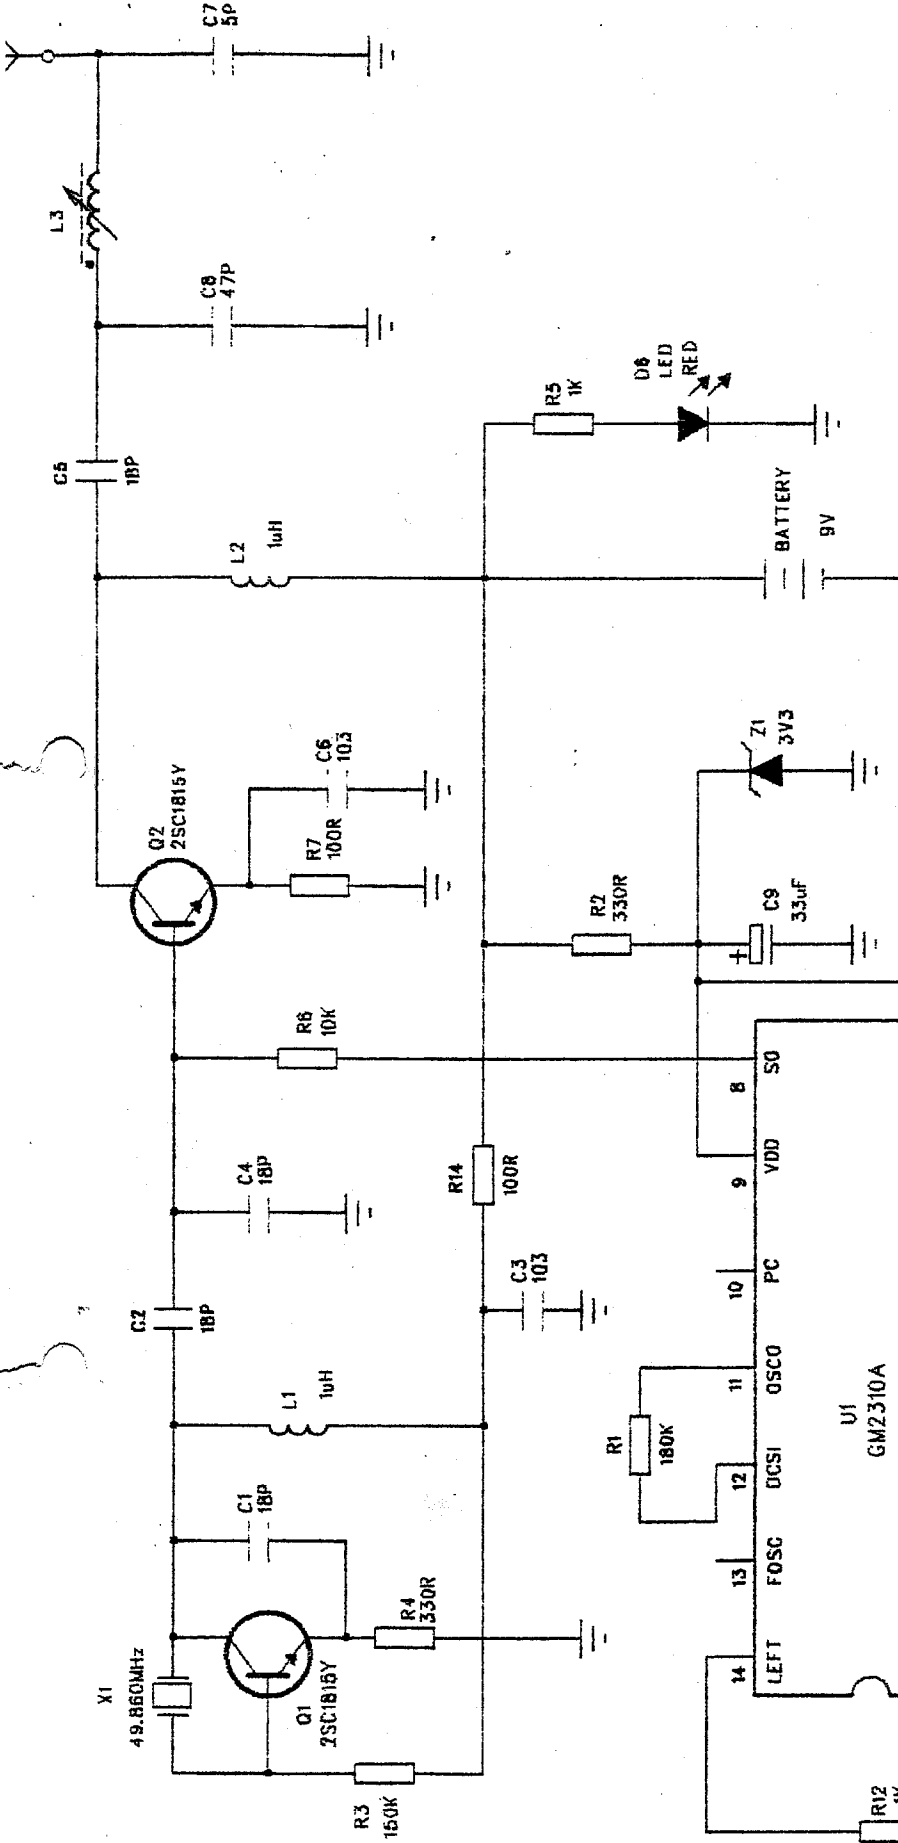 C7
5P
L3
C8
47P
C5
18P
L2
1uH
R5
1K
D6
LED
RED
BATTERY
9V
Q2
2SC1815Y
C6
103
R7
100R
Z1
3V3
R2
330R
C9
33uF
+
R6
10K
8
SO
9
VDD
C4
18P
R14
100R
C3
103
10
PC
C2
18P
L1
1uH
11
OSCO
R1
180K
12
OCSI
U1
GM2310A
C1
18P
13
FOSC
X1
49.860MHz
Q1
2SC1815Y
R4
330R
14
LEFT
R3
150K
R12